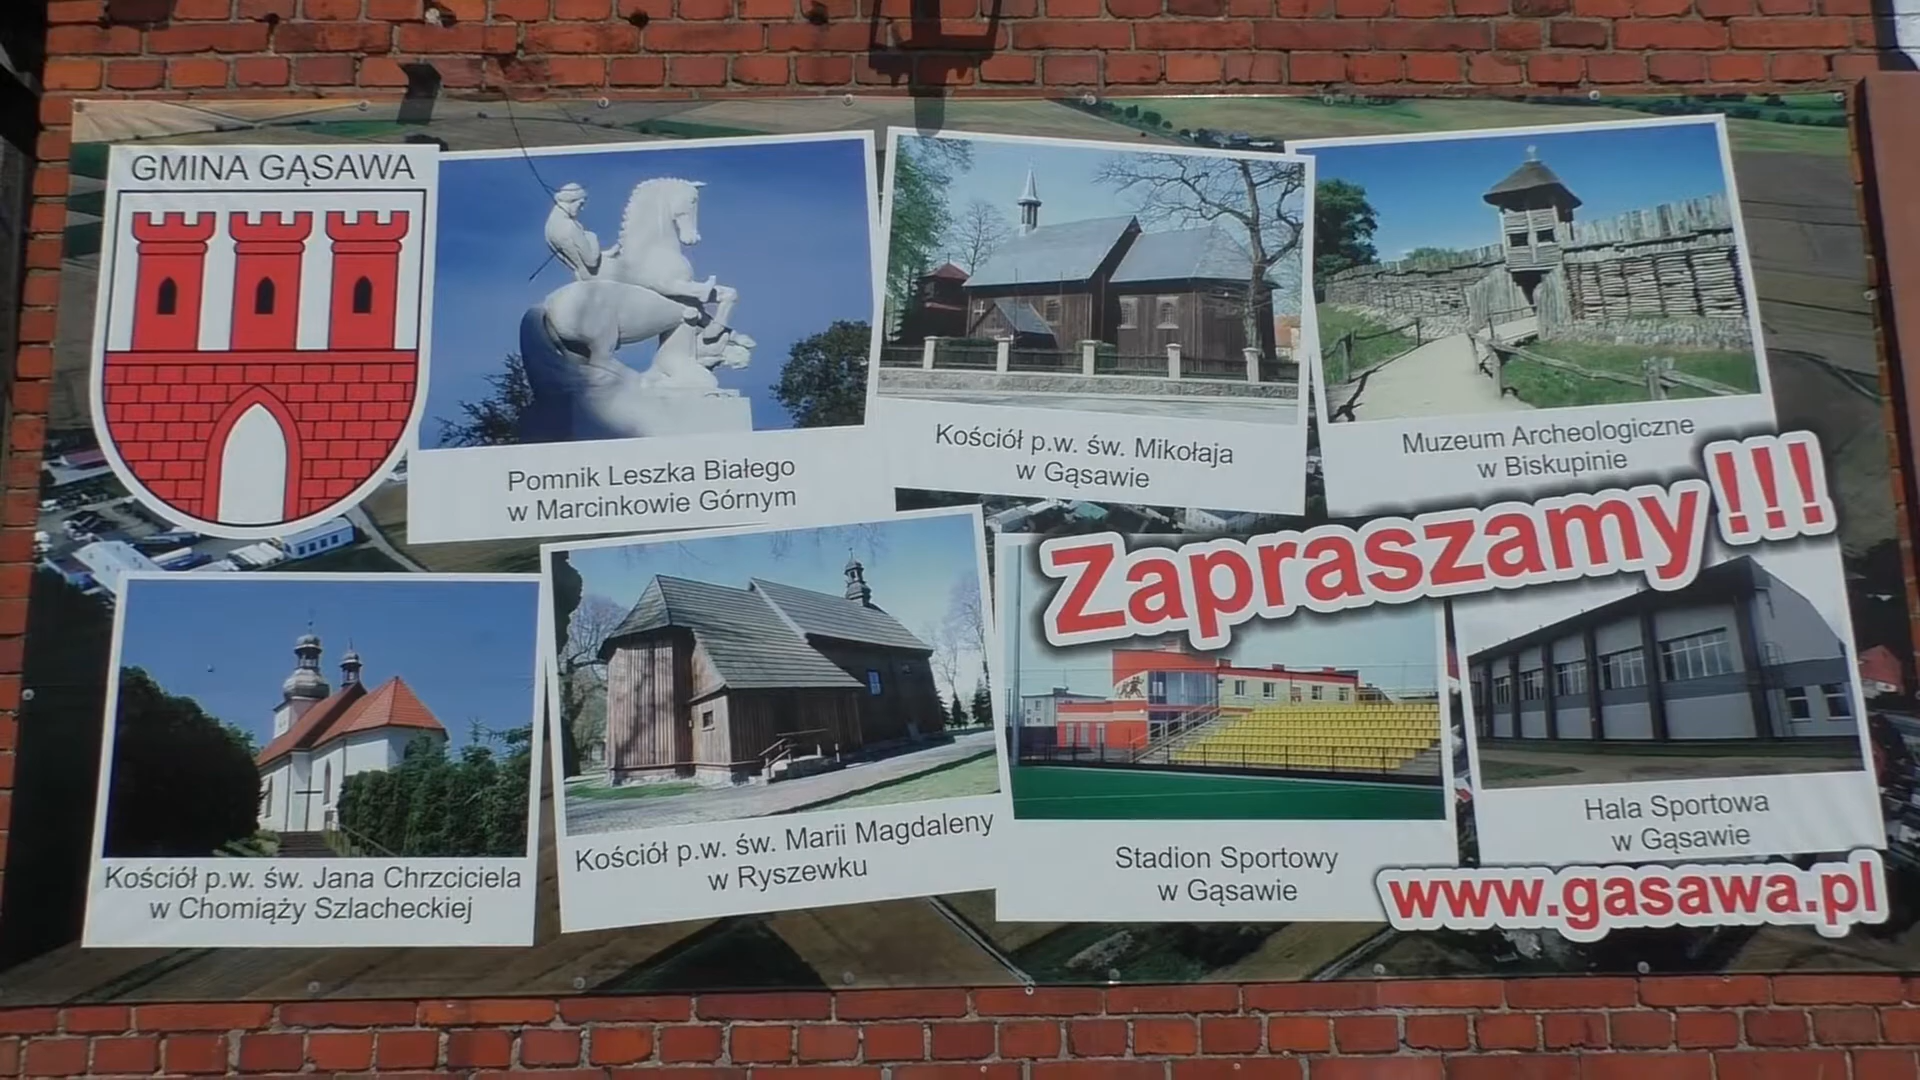 GMINA GĄSAWA
Pomnik Leszka Białego
w Marcinkowie Górnym
Kościół p.w. św. Mikołaja
w Gąsawie
Muzeum Archeologiczne
w Biskupinie
Zapraszamy!!!
Kościół p.w. św. Jana Chrzciciela
w Chomiąży Szlacheckiej
Kościół p.w. św. Marii Magdaleny
w Ryszewku
Stadion Sportowy
w Gąsawie
Hala Sportowa
w Gąsawie
www.gasawa.pl